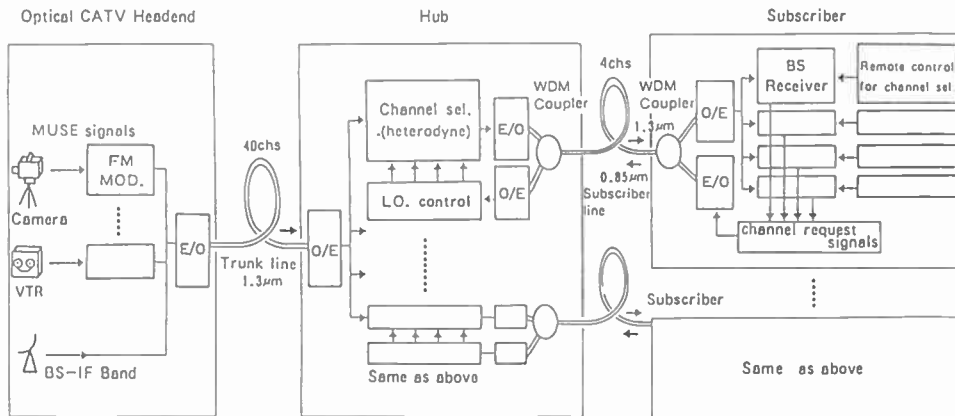 Optical CATV Headend
Hub
Subscriber
MUSE signals
FM
MOD.
Camera
VTR
BS-IF Band
E/O
40chs
Trunk line
1.3μm
O/E
Channel sel.
.(heterodyne)
L.O. control
E/O
O/E
WDM
Coupler
Same as above
4chs
1.3μm
0.85μm
Subscriber
line
Subscriber
WDM
Coupler
O/E
E/O
BS
Receiver
Remote control
for channel sel.
channel request
signals
Same as above